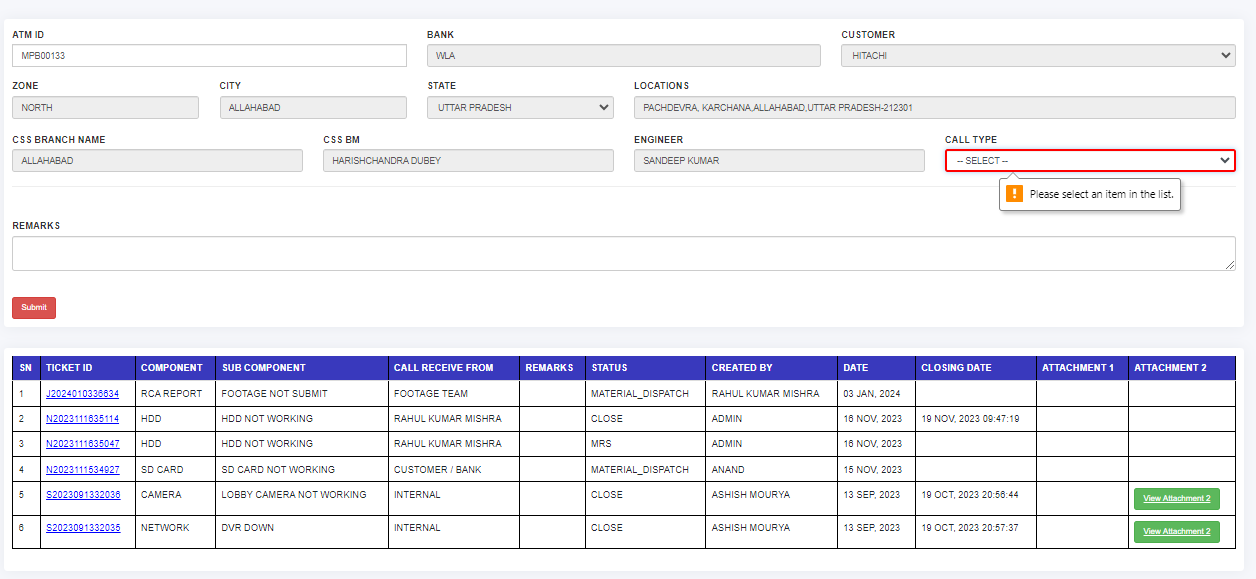 ATM ID BANK CUSTOMER
MPB00133 WLA HITACHI
ZONE CITY STATE LOCATIONS
NORTH ALLAHABAD UTTAR PRADESH PACHDEVRA, KARCHANA,ALLAHABAD,UTTAR PRADESH-212301
CSS BRANCH NAME CSS BM ENGINEER CALL TYPE
ALLAHABAD HARISHCHANDRA DUBEY SANDEEP KUMAR -- SELECT --
! Please select an item in the list.
REMARKS
Submit
SN TICKET ID COMPONENT SUB COMPONENT CALL RECEIVE FROM REMARKS STATUS CREATED BY DATE CLOSING DATE ATTACHMENT 1 ATTACHMENT 2
1 J2024010336634 RCA REPORT FOOTAGE NOT SUBMIT FOOTAGE TEAM MATERIAL_DISPATCH RAHUL KUMAR MISHRA 03 JAN, 2024
2 N2023111635114 HDD HDD NOT WORKING RAHUL KUMAR MISHRA CLOSE ADMIN 16 NOV, 2023 19 NOV, 2023 09:47:19
3 N2023111635047 HDD HDD NOT WORKING RAHUL KUMAR MISHRA MRS ADMIN 16 NOV, 2023
4 N2023111534927 SD CARD SD CARD NOT WORKING CUSTOMER / BANK MATERIAL_DISPATCH ANAND 15 NOV, 2023
5 S2023091332036 CAMERA LOBBY CAMERA NOT WORKING INTERNAL CLOSE ASHISH MOURYA 13 SEP, 2023 19 OCT, 2023 20:56:44 View Attachment 2
6 S2023091332035 NETWORK DVR DOWN INTERNAL CLOSE ASHISH MOURYA 13 SEP, 2023 19 OCT, 2023 20:57:37 View Attachment 2